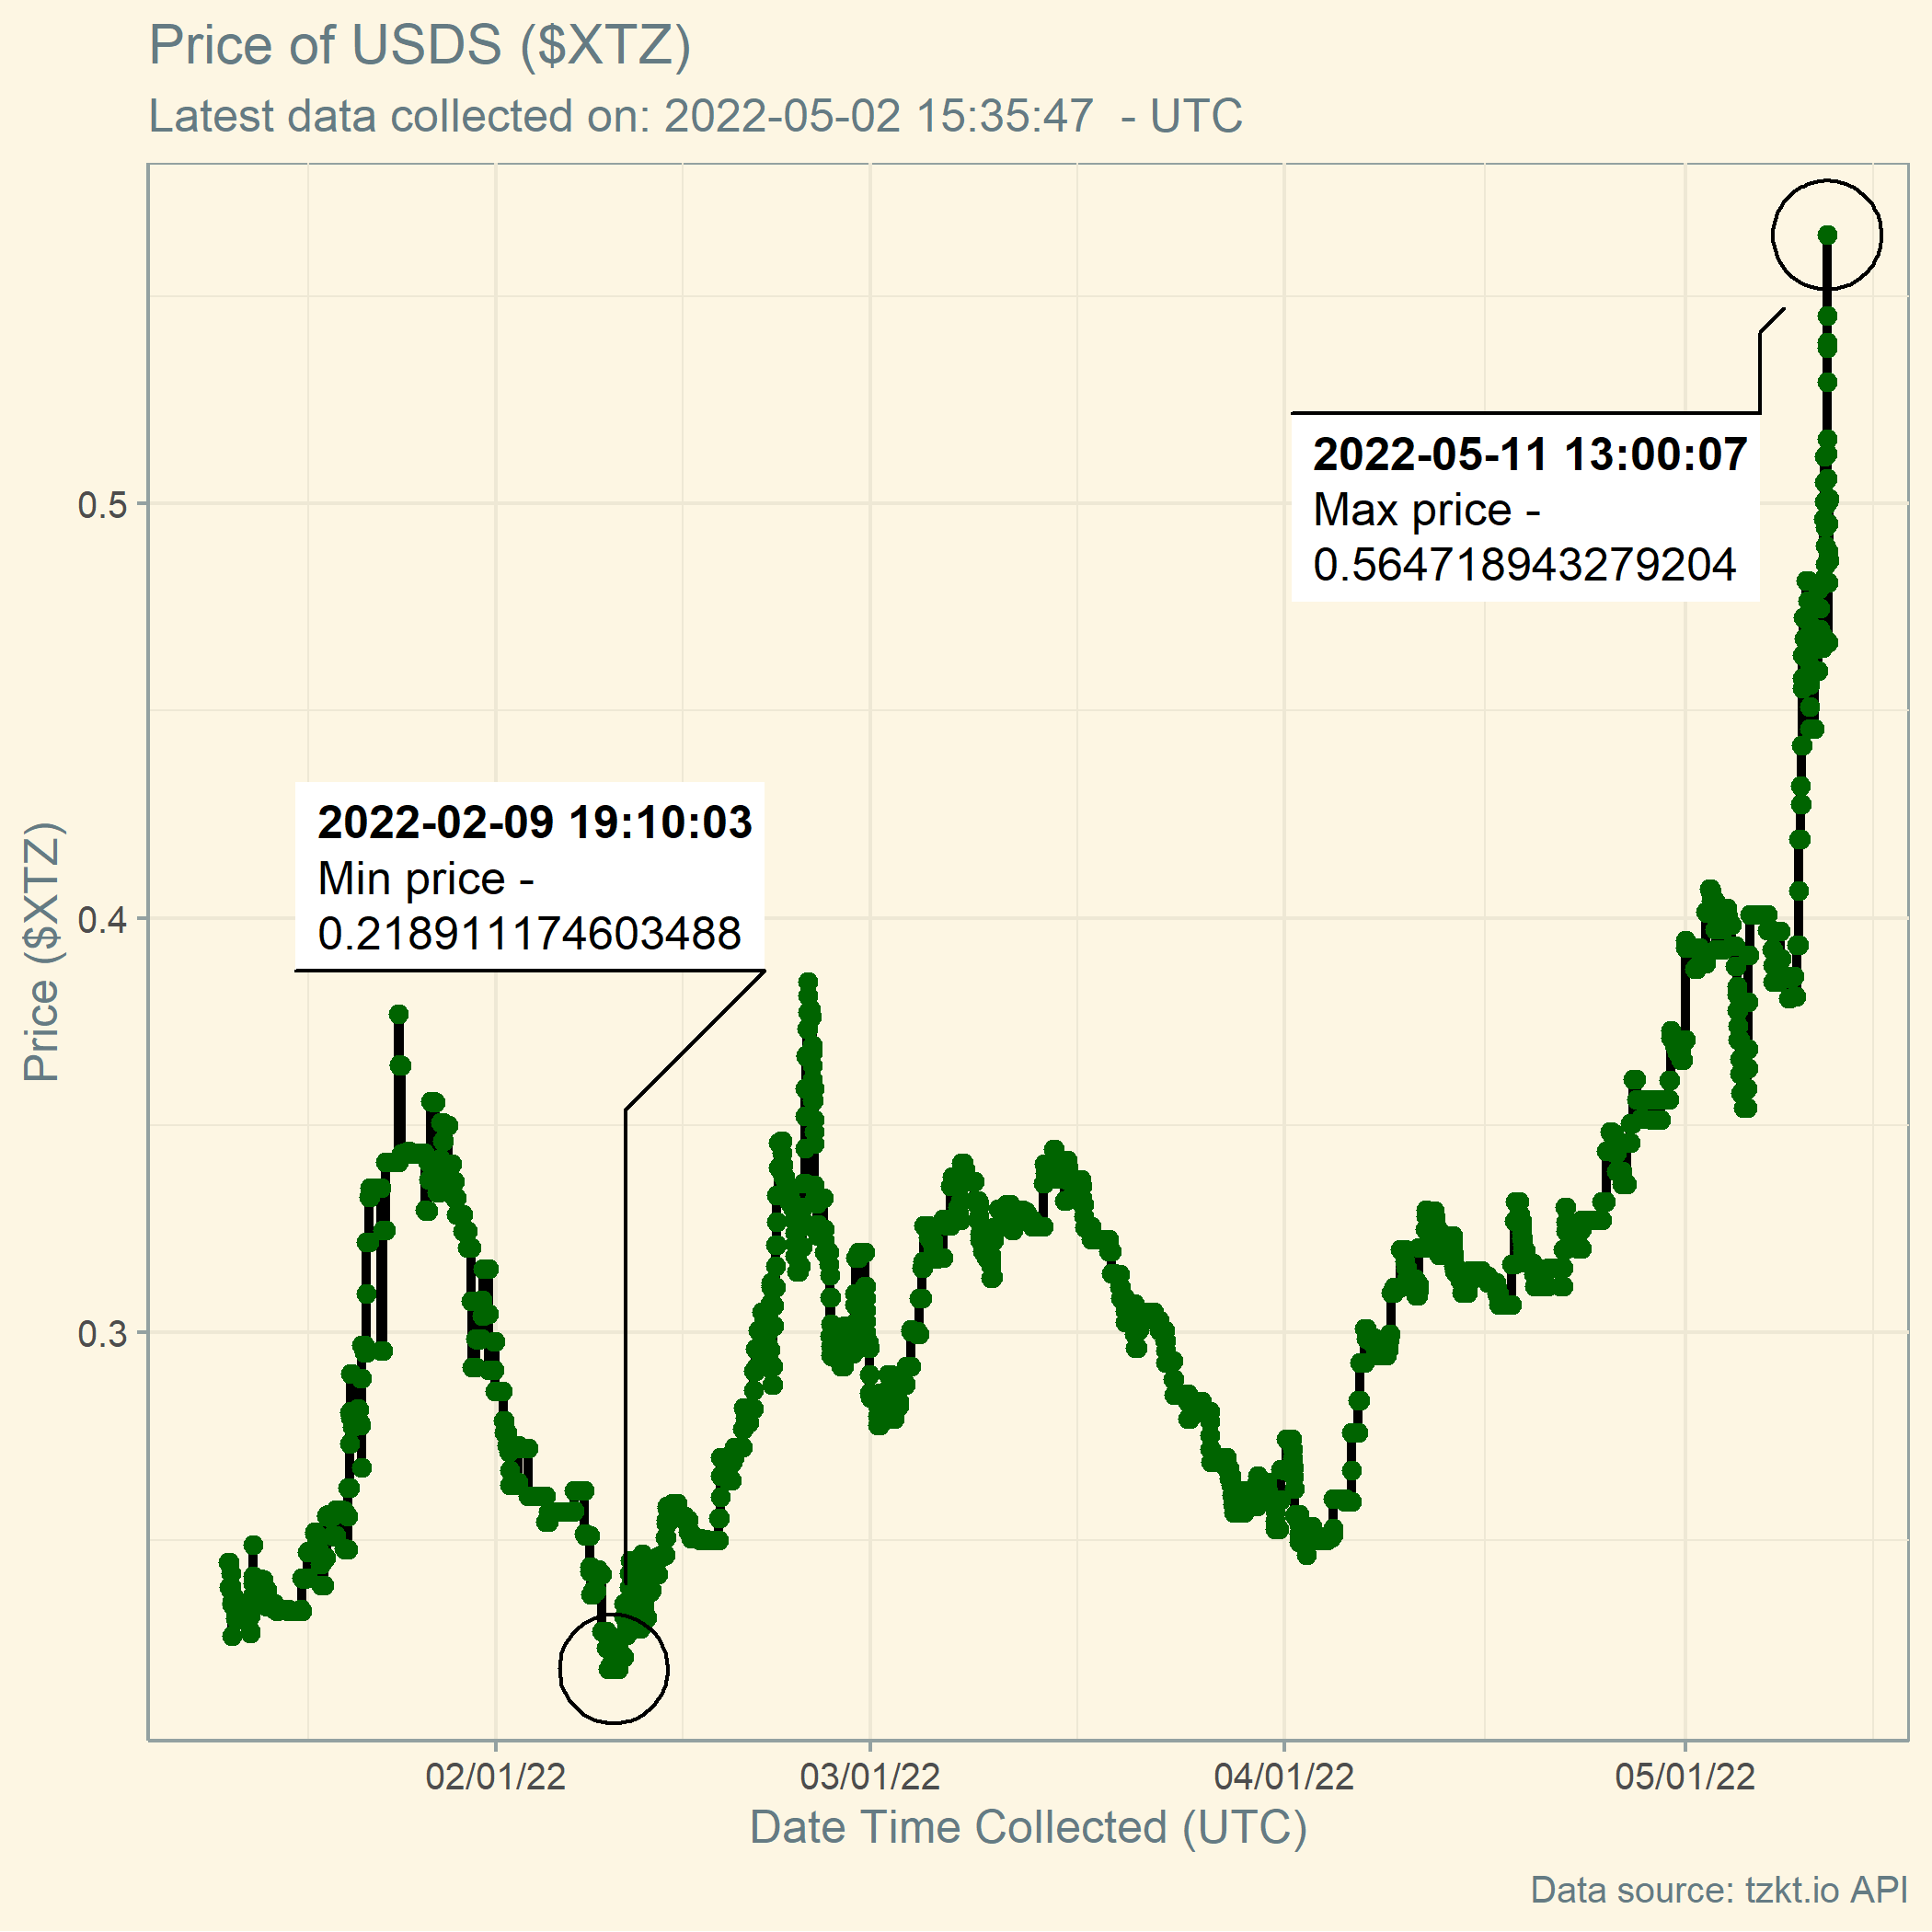 Price of USDS ($XTZ)
Latest data collected on: 2022-05-02 15:35:47  - UTC
2022-05-11 13:00:07
Max price -
0.564718943279204
2022-02-09 19:10:03
Min price -
0.218911174603488
Price ($XTZ)
0.5
0.4
0.3
02/01/22
03/01/22
04/01/22
05/01/22
Date Time Collected (UTC)
Data source: tzkt.io API